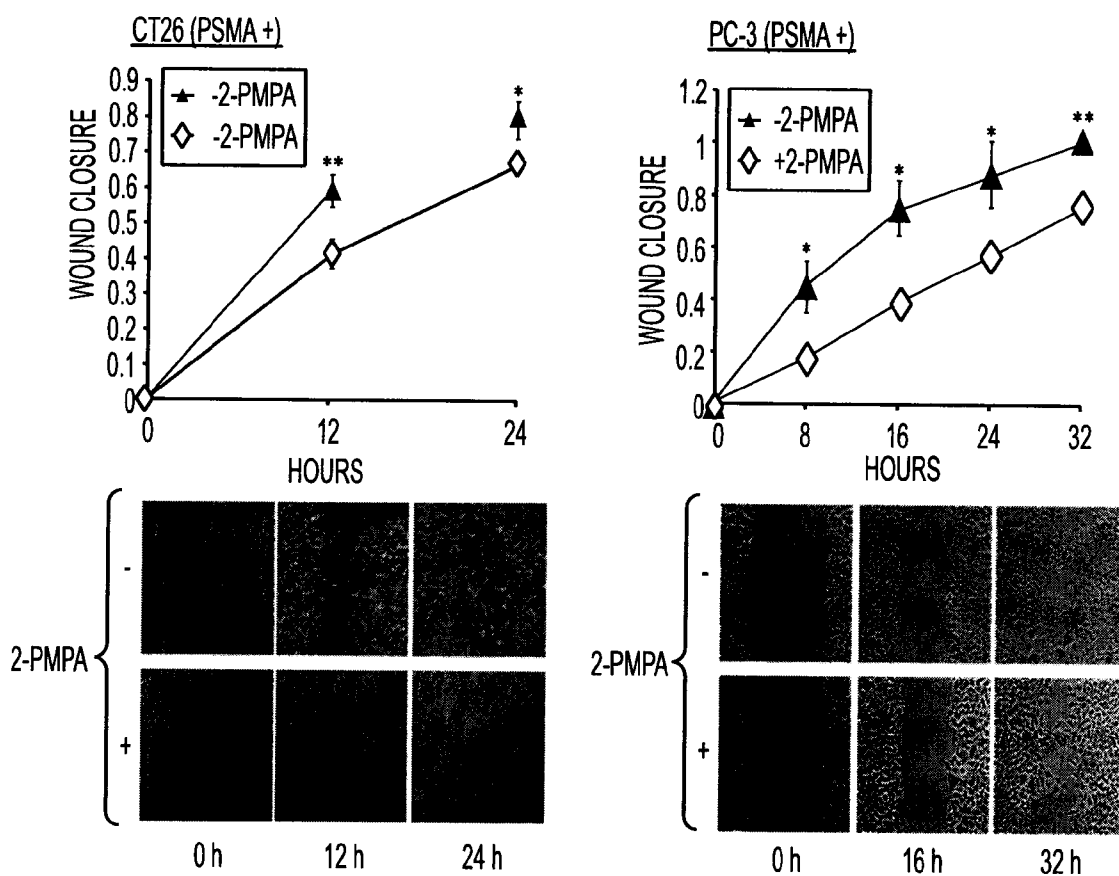 CT26 (PSMA +)
WOUND CLOSURE
0.9
0.8
0.7
0.6
0.5
0.4
0.3
0.2
0.1
0
-2-PMPA
-2-PMPA
**
*
0 12 24
HOURS
PC-3 (PSMA +)
WOUND CLOSURE
1.2
1
0.8
0.6
0.4
0.2
0
-2-PMPA
+2-PMPA
*
*
*
**
0 8 16 24 32
HOURS
2-PMPA
-
+
0 h 12 h 24 h
2-PMPA
-
+
0 h 16 h 32 h